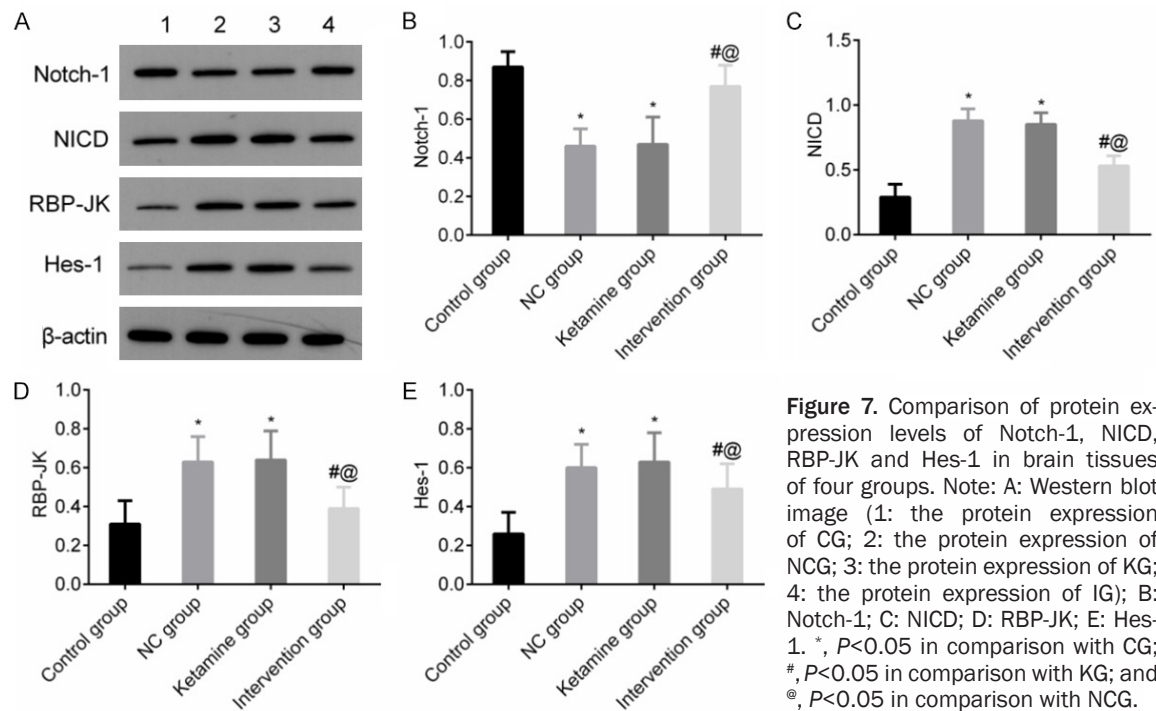 A
1 2 3 4
Notch-1
NICD
RBP-JK
Hes-1
β-actin
B
Notch-1
1.0
0.8
0.6
0.4
0.2
0.0
*
*
#@
Control group
NC group
Ketamine group
Intervention group
C
NICD
1.5
1.0
0.5
0.0
*
*
#@
Control group
NC group
Ketamine group
Intervention group
D
RBP-JK
1.0
0.8
0.6
0.4
0.2
0.0
*
*
#@
Control group
NC group
Ketamine group
Intervention group
E
Hes-1
1.0
0.8
0.6
0.4
0.2
0.0
*
*
#@
Control group
NC group
Ketamine group
Intervention group
Figure 7. Comparison of protein ex-
pression levels of Notch-1, NICD,
RBP-JK and Hes-1 in brain tissues
of four groups. Note: A: Western blot
image (1: the protein expression
of CG; 2: the protein expression of
NCG; 3: the protein expression of KG;
4: the protein expression of IG); B:
Notch-1; C: NICD; D: RBP-JK; E: Hes-
1. *, P<0.05 in comparison with CG;
#, P<0.05 in comparison with KG; and
@, P<0.05 in comparison with NCG.